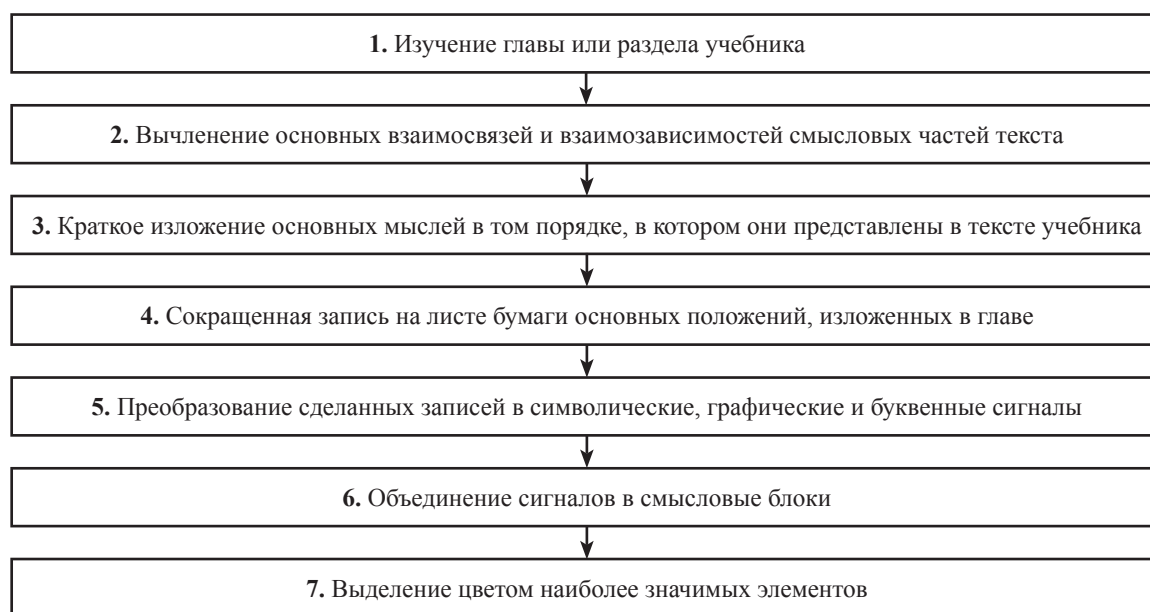 1. Изучение главы или раздела учебника
2. Вычленение основных взаимосвязей и взаимозависимостей смысловых частей текста
3. Краткое изложение основных мыслей в том порядке, в котором они представлены в тексте учебника
4. Сокращенная запись на листе бумаги основных положений, изложенных в главе
5. Преобразование сделанных записей в символические, графические и буквенные сигналы
6. Объединение сигналов в смысловые блоки
7. Выделение цветом наиболее значимых элементов